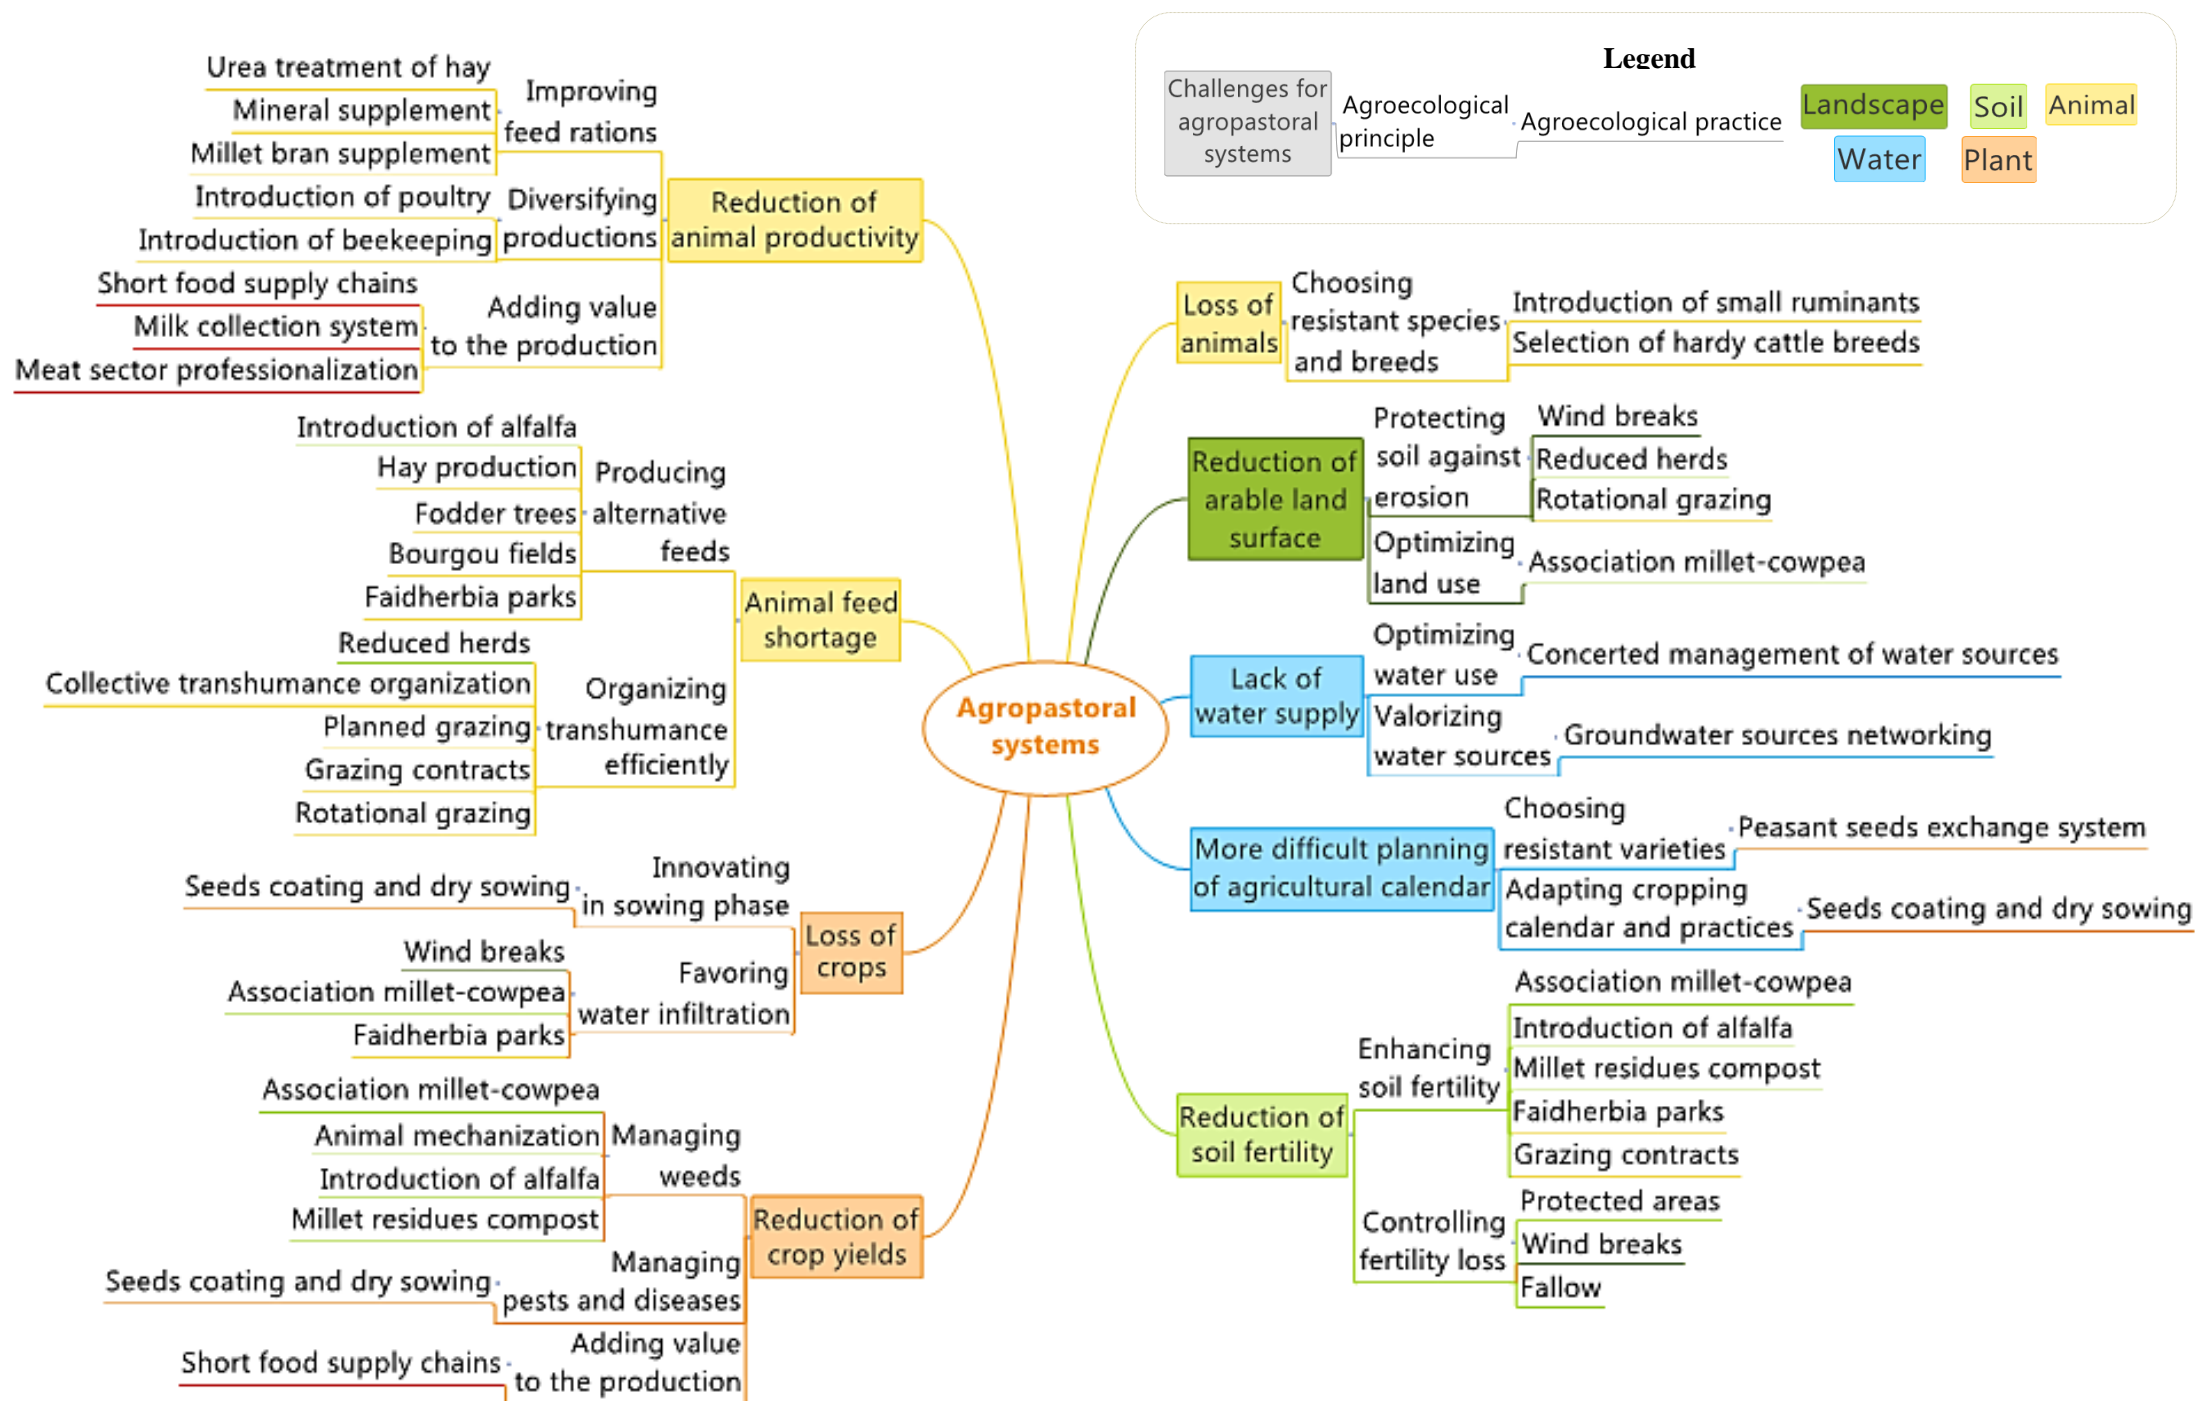 Legend
Challenges for
agropastoral
systems
Agroecological
principle
Agroecological practice
Landscape
Soil
Animal
Water
Plant
Urea treatment of hay
Mineral supplement
Millet bran supplement
Improving
feed rations
Introduction of poultry
Introduction of beekeeping
Diversifying
productions
Short food supply chains
Milk collection system
Meat sector professionalization
Adding value
to the production
Reduction of
animal productivity
Introduction of alfalfa
Hay production
Fodder trees
Bourgou fields
Faidherbia parks
Producing
alternative
feeds
Reduced herds
Collective transhumance organization
Planned grazing
Grazing contracts
Rotational grazing
Organizing
transhumance
efficiently
Animal feed
shortage
Seeds coating and dry sowing
Innovating
in sowing phase
Wind breaks
Association millet-cowpea
Faidherbia parks
Favoring
water infiltration
Loss of
crops
Association millet-cowpea
Animal mechanization
Introduction of alfalfa
Millet residues compost
Managing
weeds
Seeds coating and dry sowing
Managing
pests and diseases
Short food supply chains
Adding value
to the production
Reduction of
crop yields
Agropastoral
systems
Loss of
animals
Choosing
resistant species
and breeds
Introduction of small ruminants
Selection of hardy cattle breeds
Reduction of
arable land
surface
Protecting
soil against
erosion
Wind breaks
Reduced herds
Rotational grazing
Optimizing
land use
Association millet-cowpea
Lack of
water supply
Optimizing
water use
Concerted management of water sources
Valorizing
water sources
Groundwater sources networking
More difficult planning
of agricultural calendar
Choosing
resistant varieties
Peasant seeds exchange system
Adapting cropping
calendar and practices
Seeds coating and dry sowing
Reduction of
soil fertility
Enhancing
soil fertility
Association millet-cowpea
Introduction of alfalfa
Millet residues compost
Faidherbia parks
Grazing contracts
Controlling
fertility loss
Protected areas
Wind breaks
Fallow